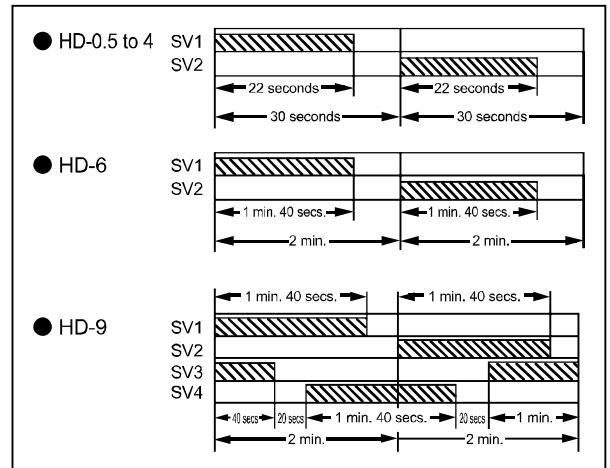 ● HD-0.5 to 4
SV1
SV2
22 seconds 22 seconds
30 seconds 30 seconds
● HD-6
SV1
SV2
1 min. 40 secs. 1 min. 40 secs.
2 min. 2 min.
1 min. 40 secs. 1 min. 40 secs.
● HD-9
SV1
SV2
SV3
SV4
40 secs 20 secs 1 min. 40 secs. 20 secs 1 min.
2 min. 2 min.